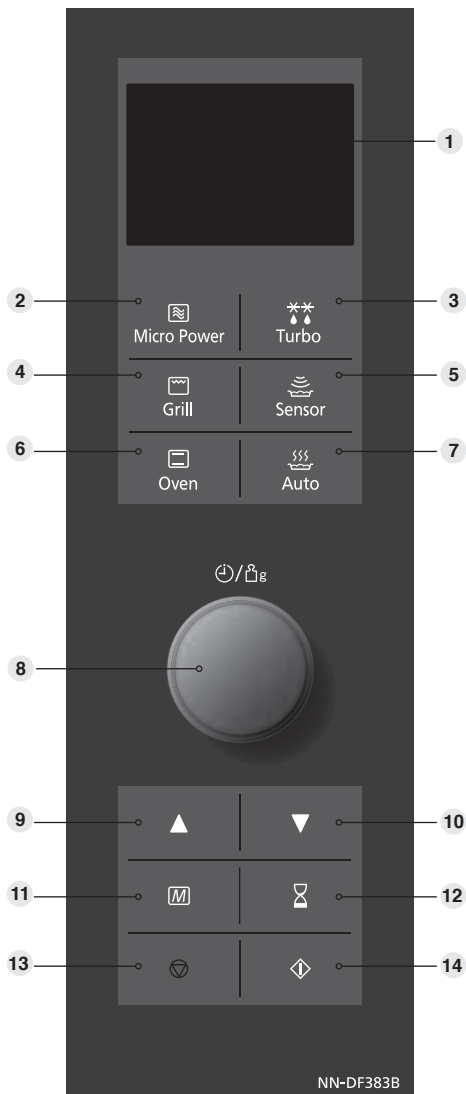 1
2 3
Micro Power Turbo
4 5
Grill Sensor
6 7
Oven Auto
/ g
8
9 10
11 M 12
13 14
NN-DF383B